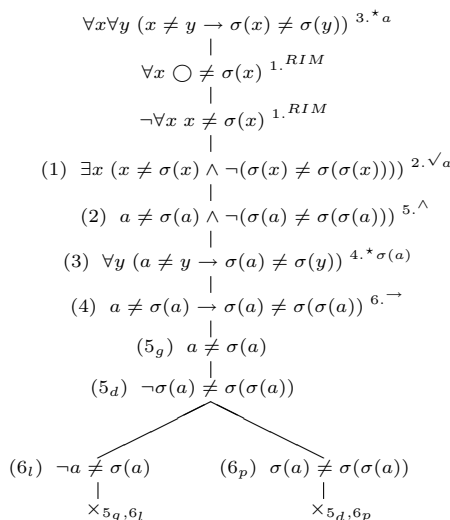 ∀x∀y (x ≠ y → σ(x) ≠ σ(y)) 3.⋆a
∀x ◯ ≠ σ(x) 1.RIM
¬∀x x ≠ σ(x) 1.RIM
(1) ∃x (x ≠ σ(x) ∧ ¬(σ(x) ≠ σ(σ(x)))) 2.√a
(2) a ≠ σ(a) ∧ ¬(σ(a) ≠ σ(σ(a))) 5.∧
(3) ∀y (a ≠ y → σ(a) ≠ σ(y)) 4.⋆σ(a)
(4) a ≠ σ(a) → σ(a) ≠ σ(σ(a)) 6.→
(5g) a ≠ σ(a)
(5d) ¬σ(a) ≠ σ(σ(a))
(6l) ¬a ≠ σ(a) (6p) σ(a) ≠ σ(σ(a))
×5g,6l ×5d,6p